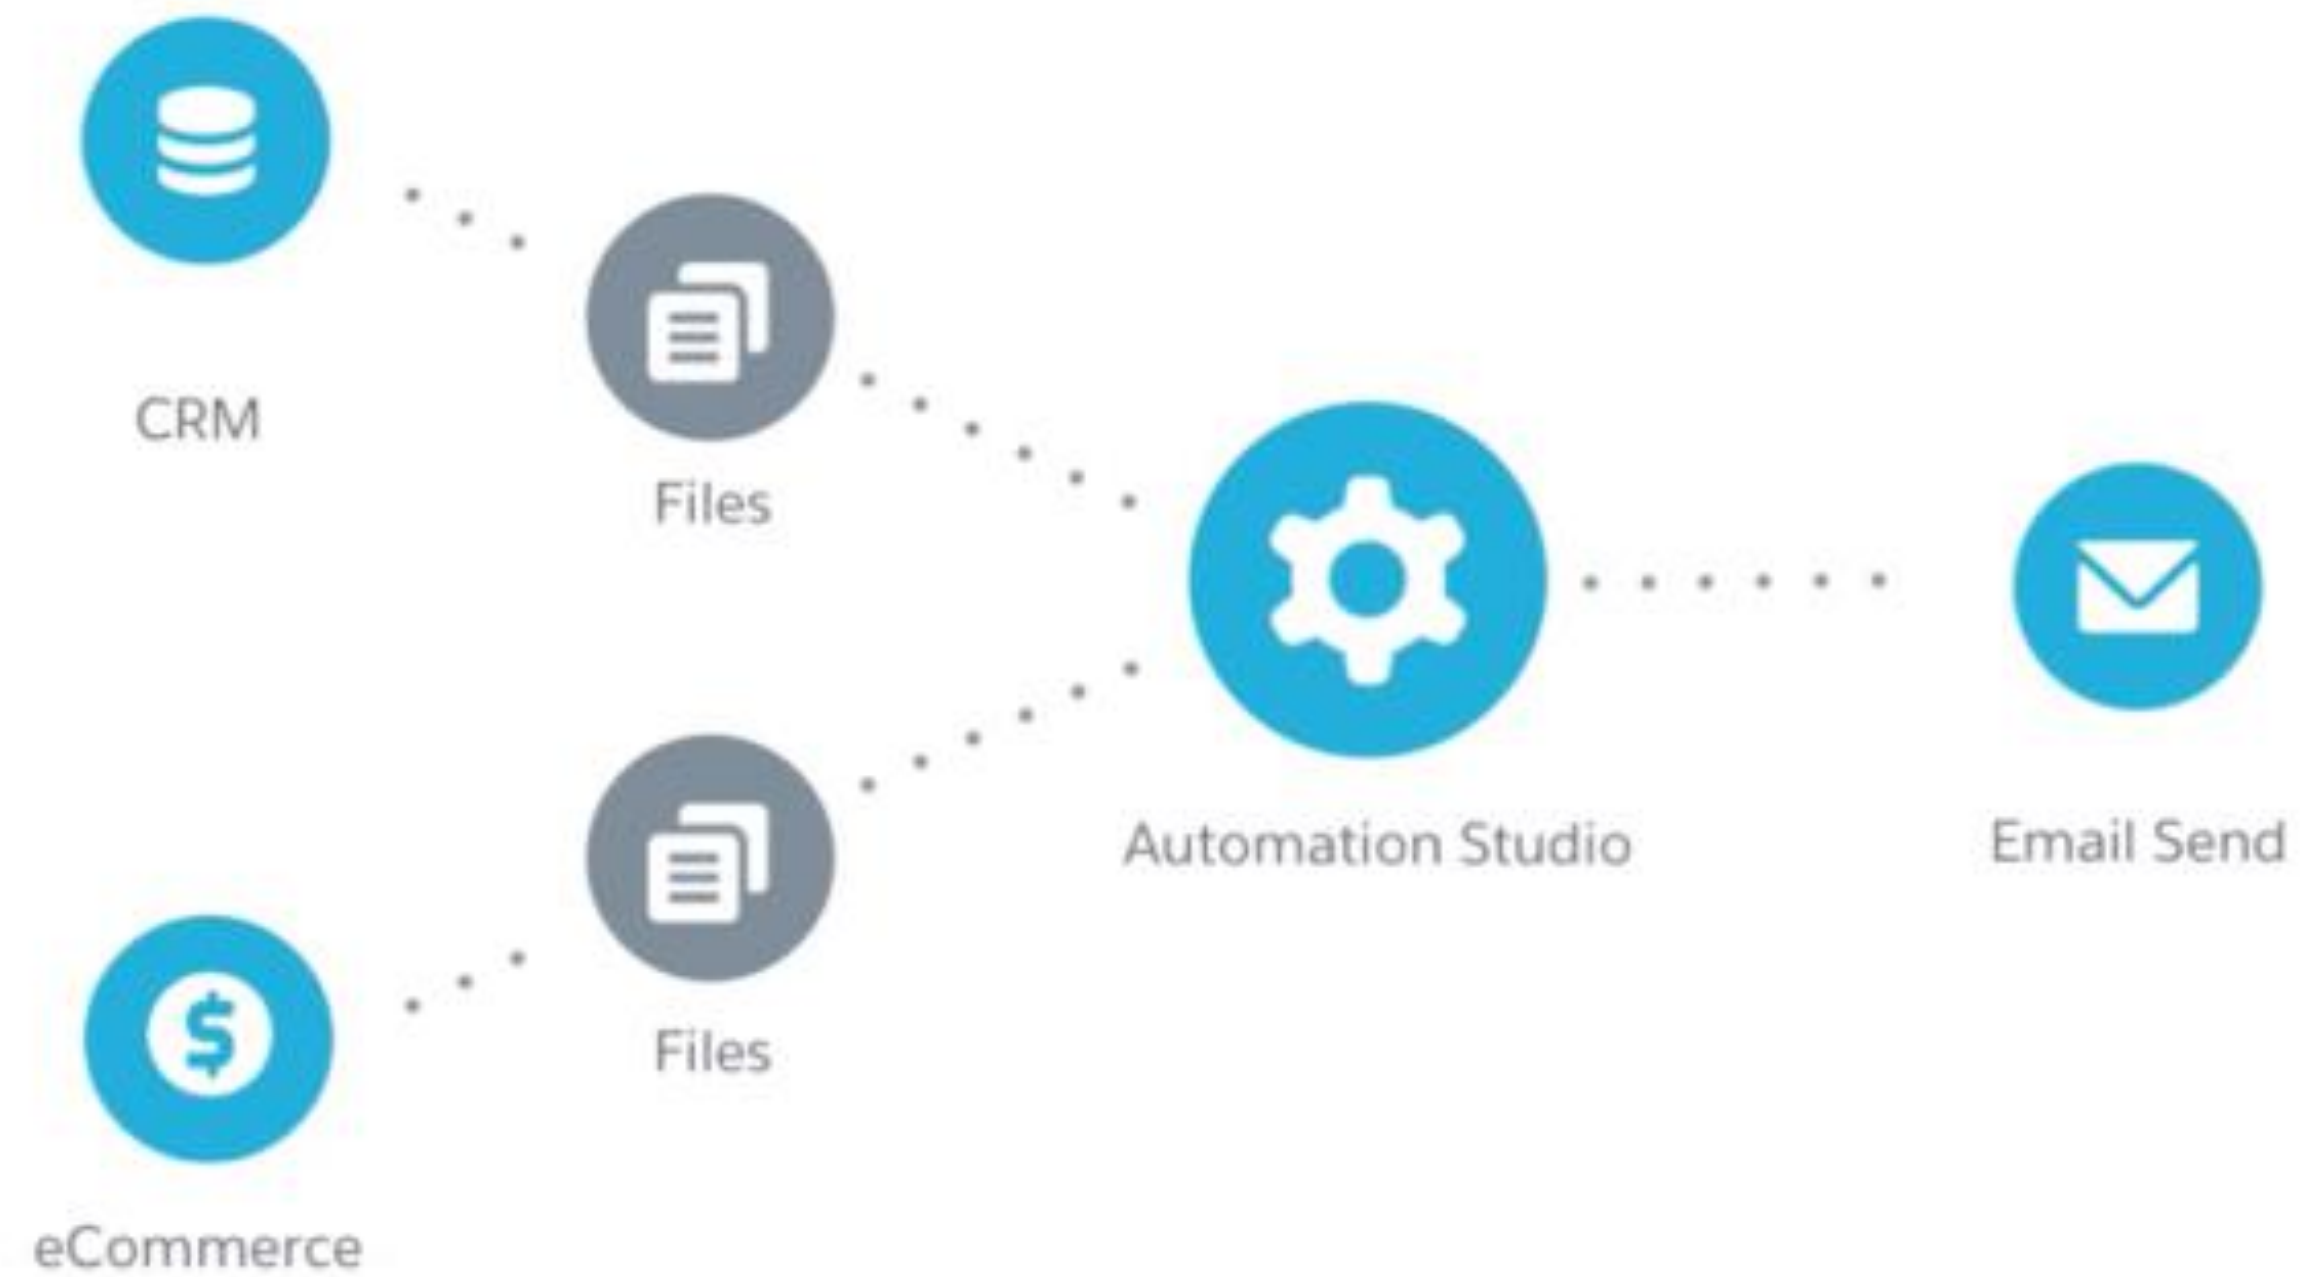 CRM
Files
Automation Studio
Email Send
Files
eCommerce